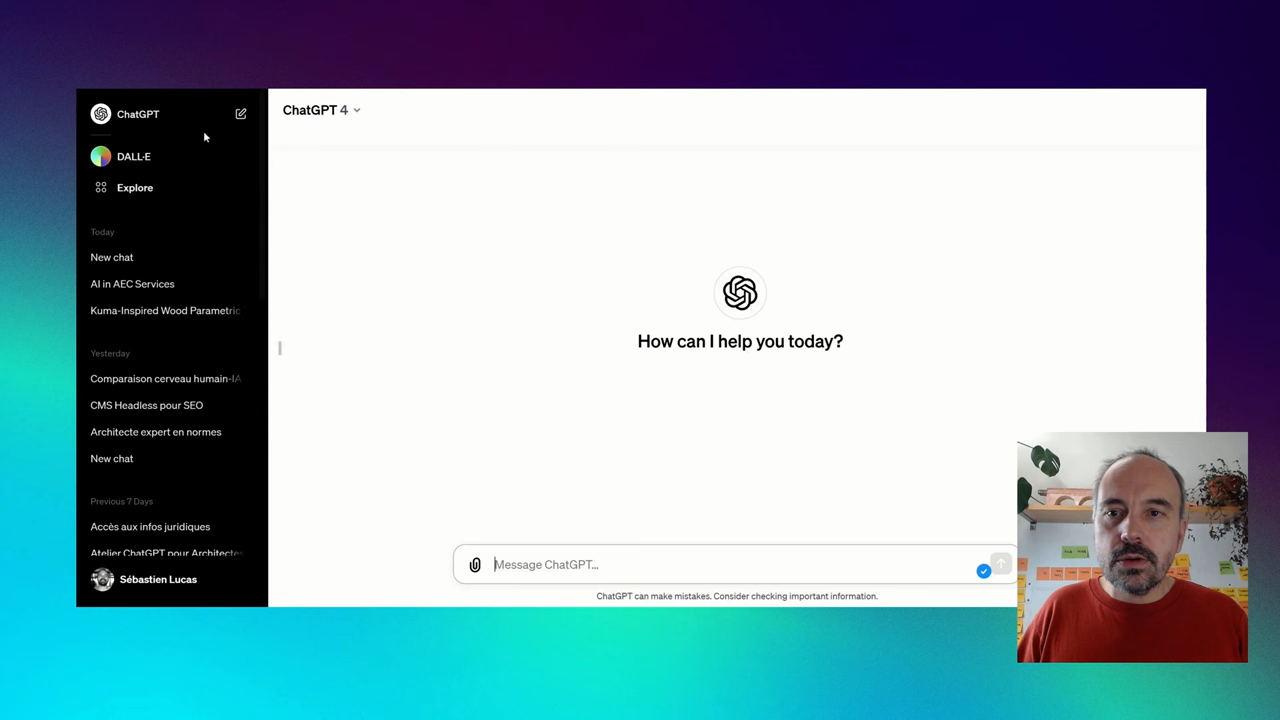 ChatGPT
DALL·E
Explore
Today
New chat
AI in AEC Services
Kuma-Inspired Wood Parametric
Yesterday
Comparaison cerveau humain-IA
CMS Headless pour SEO
Architecte expert en normes
New chat
Previous 7 Days
Accès aux infos juridiques
Atelier ChatGPT pour Architectes
Sébastien Lucas
ChatGPT 4
How can I help you today?
Message ChatGPT...
ChatGPT can make mistakes. Consider checking important information.